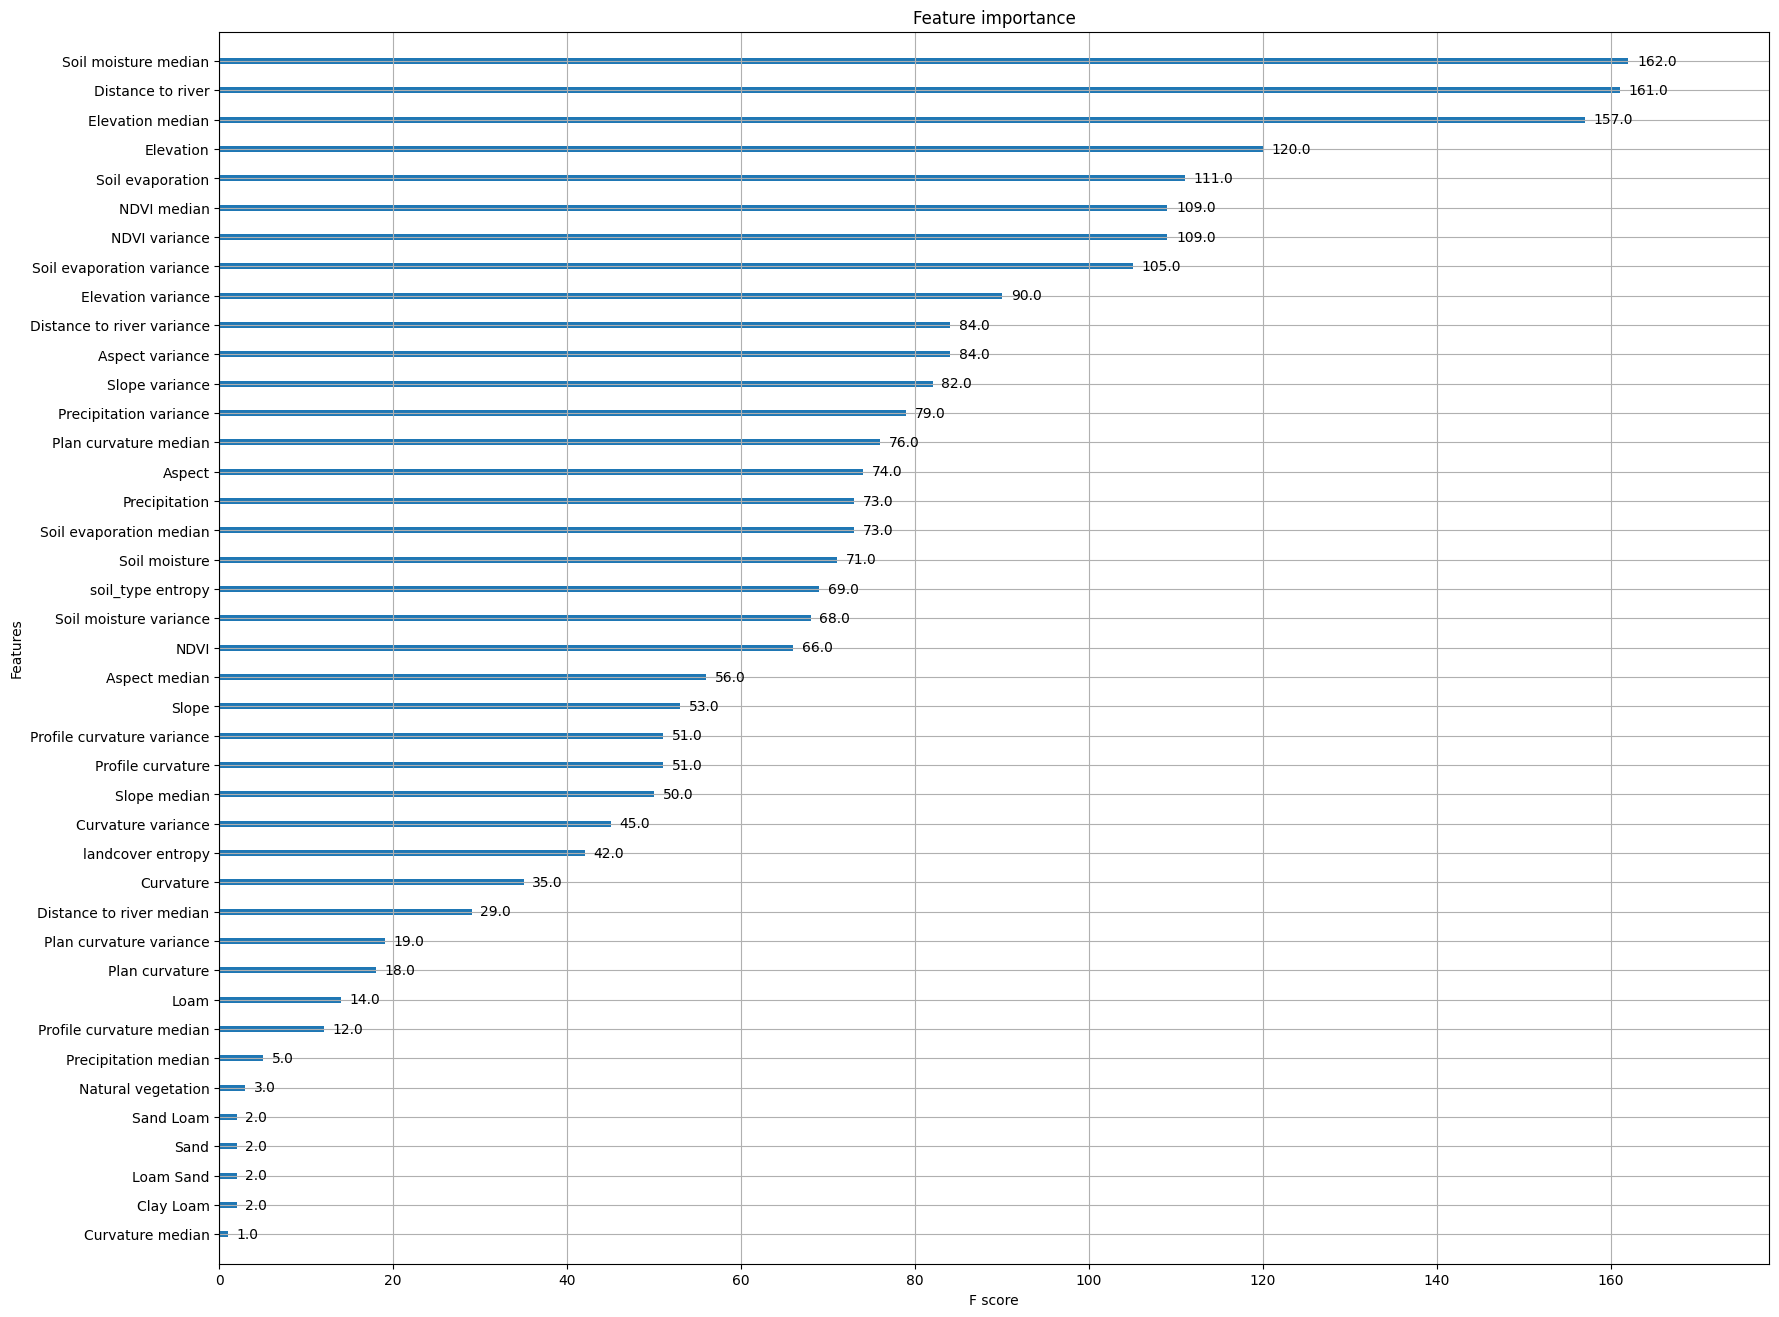 Feature importance
Soil moisture median 162.0
Distance to river 161.0
Elevation median 157.0
Elevation 120.0
Soil evaporation 111.0
NDVI median 109.0
NDVI variance 109.0
Soil evaporation variance 105.0
Elevation variance 90.0
Distance to river variance 84.0
Aspect variance 84.0
Slope variance 82.0
Precipitation variance 79.0
Plan curvature median 76.0
Aspect 74.0
Precipitation 73.0
Soil evaporation median 73.0
Soil moisture 71.0
soil_type entropy 69.0
Soil moisture variance 68.0
Features
NDVI 66.0
Aspect median 56.0
Slope 53.0
Profile curvature variance 51.0
Profile curvature 51.0
Slope median 50.0
Curvature variance 45.0
landcover entropy 42.0
Curvature 35.0
Distance to river median 29.0
Plan curvature variance 19.0
Plan curvature 18.0
Loam 14.0
Profile curvature median 12.0
Precipitation median 5.0
Natural vegetation 3.0
Sand Loam 2.0
Sand 2.0
Loam Sand 2.0
Clay Loam 2.0
Curvature median 1.0
0 20 40 60 80 100 120 140 160
F score